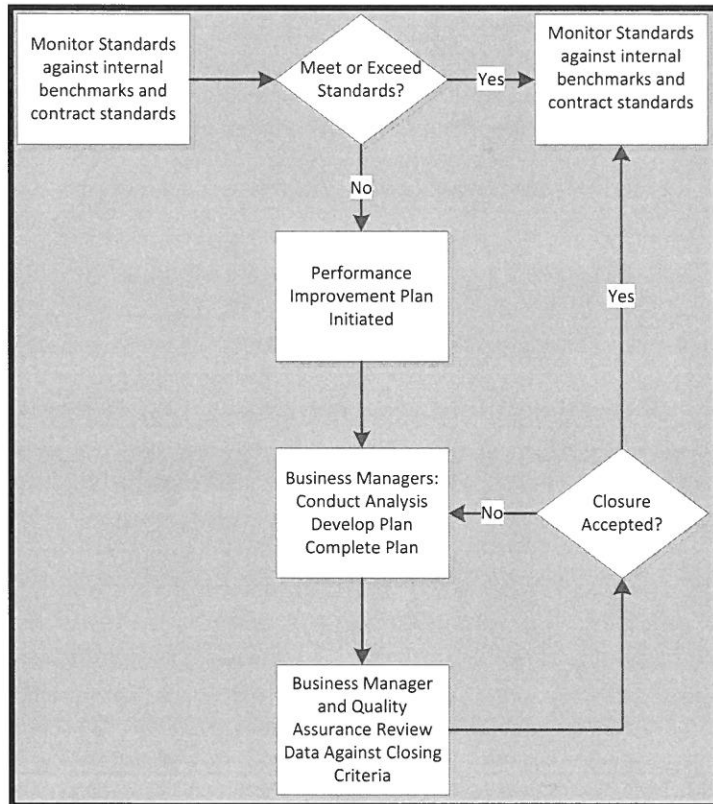 Monitor Standards
against internal
benchmarks and
contract standards
Meet or Exceed
Standards?
Yes
Monitor Standards
against internal
benchmarks and
contract standards
No
Performance
Improvement Plan
Initiated
Yes
Business Managers:
Conduct Analysis
Develop Plan
Complete Plan
No
Closure
Accepted?
Business Manager
and Quality
Assurance Review
Data Against Closing
Criteria